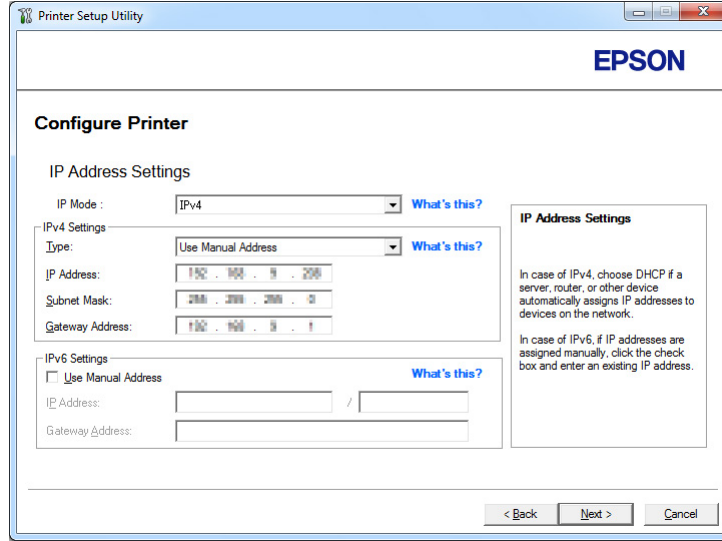 Printer Setup Utility
EPSON
Configure Printer
IP Address Settings
IP Mode :
IPv4
What's this?
IPv4 Settings
Type:
Use Manual Address
What's this?
IP Address:
Subnet Mask:
Gateway Address:
IPv6 Settings
Use Manual Address
What's this?
IP Address:
/
Gateway Address:
IP Address Settings
In case of IPv4, choose DHCP if a
server, router, or other device
automatically assigns IP addresses to
devices on the network.
In case of IPv6, if IP addresses are
assigned manually, click the check
box and enter an existing IP address.
< Back
Next >
Cancel